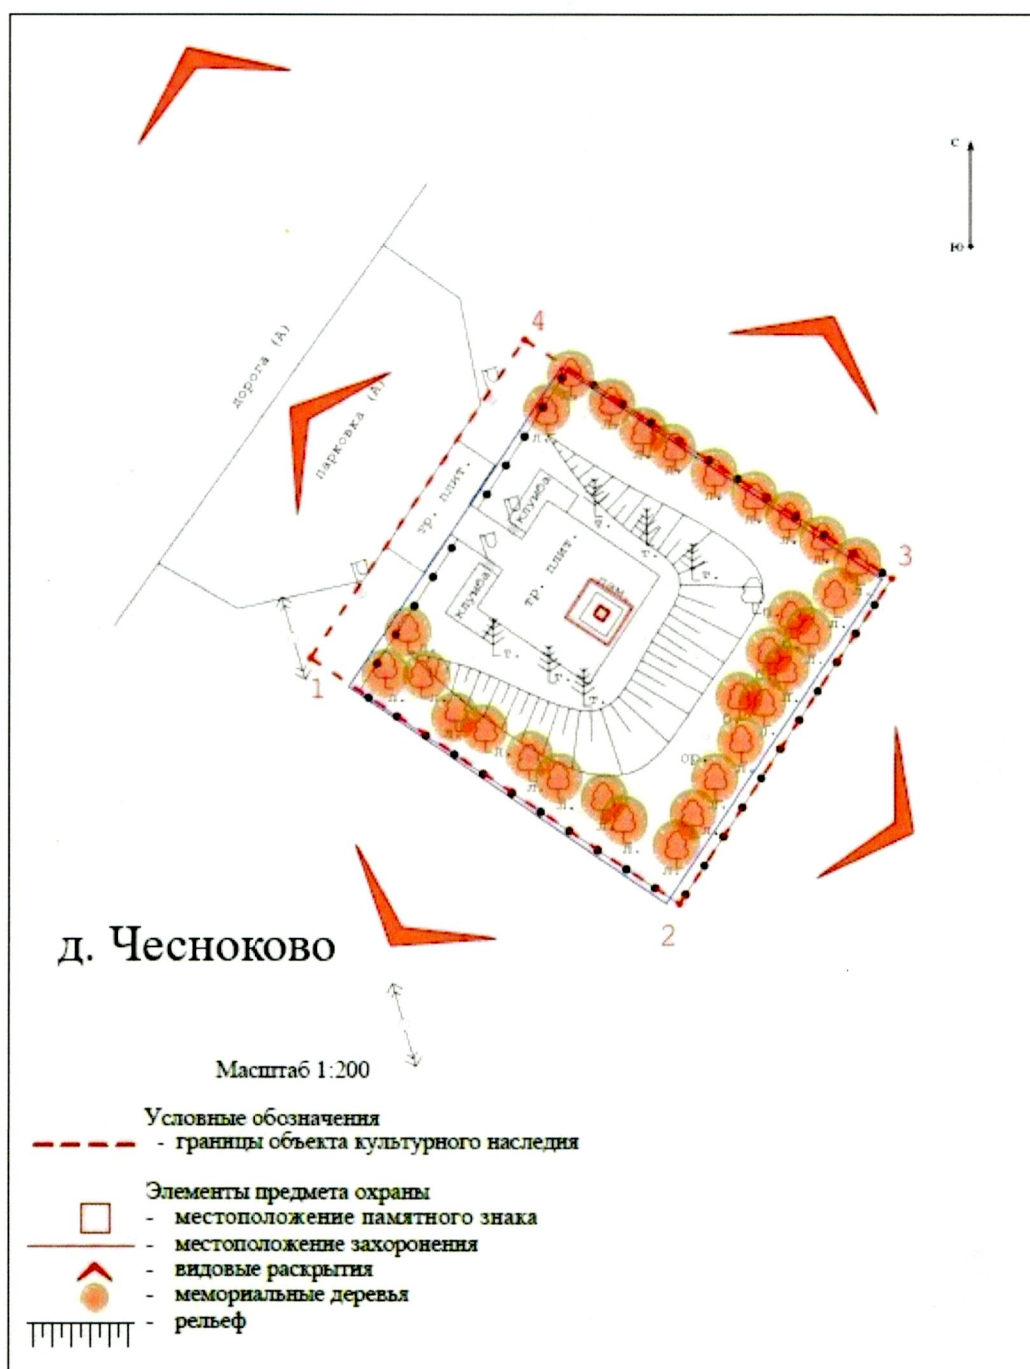 с
ю
4
дорога (А)
парковка (А)
тр. плит.
клумба
клумба
тр. плит.
пам.
3
1
2
л.
л.
л.
л.
л.
л.
л.
л.
л.
т.
т.
т.
т.
т.
л.
л.
л.
л.
ор.
л.
л.
л.
л.
л.
л.
д. Чесноково
Масштаб 1:200
Условные обозначения
- границы объекта культурного наследия
Элементы предмета охраны
- местоположение памятного знака
- местоположение захоронения
- видовые раскрытия
- мемориальные деревья
- рельеф